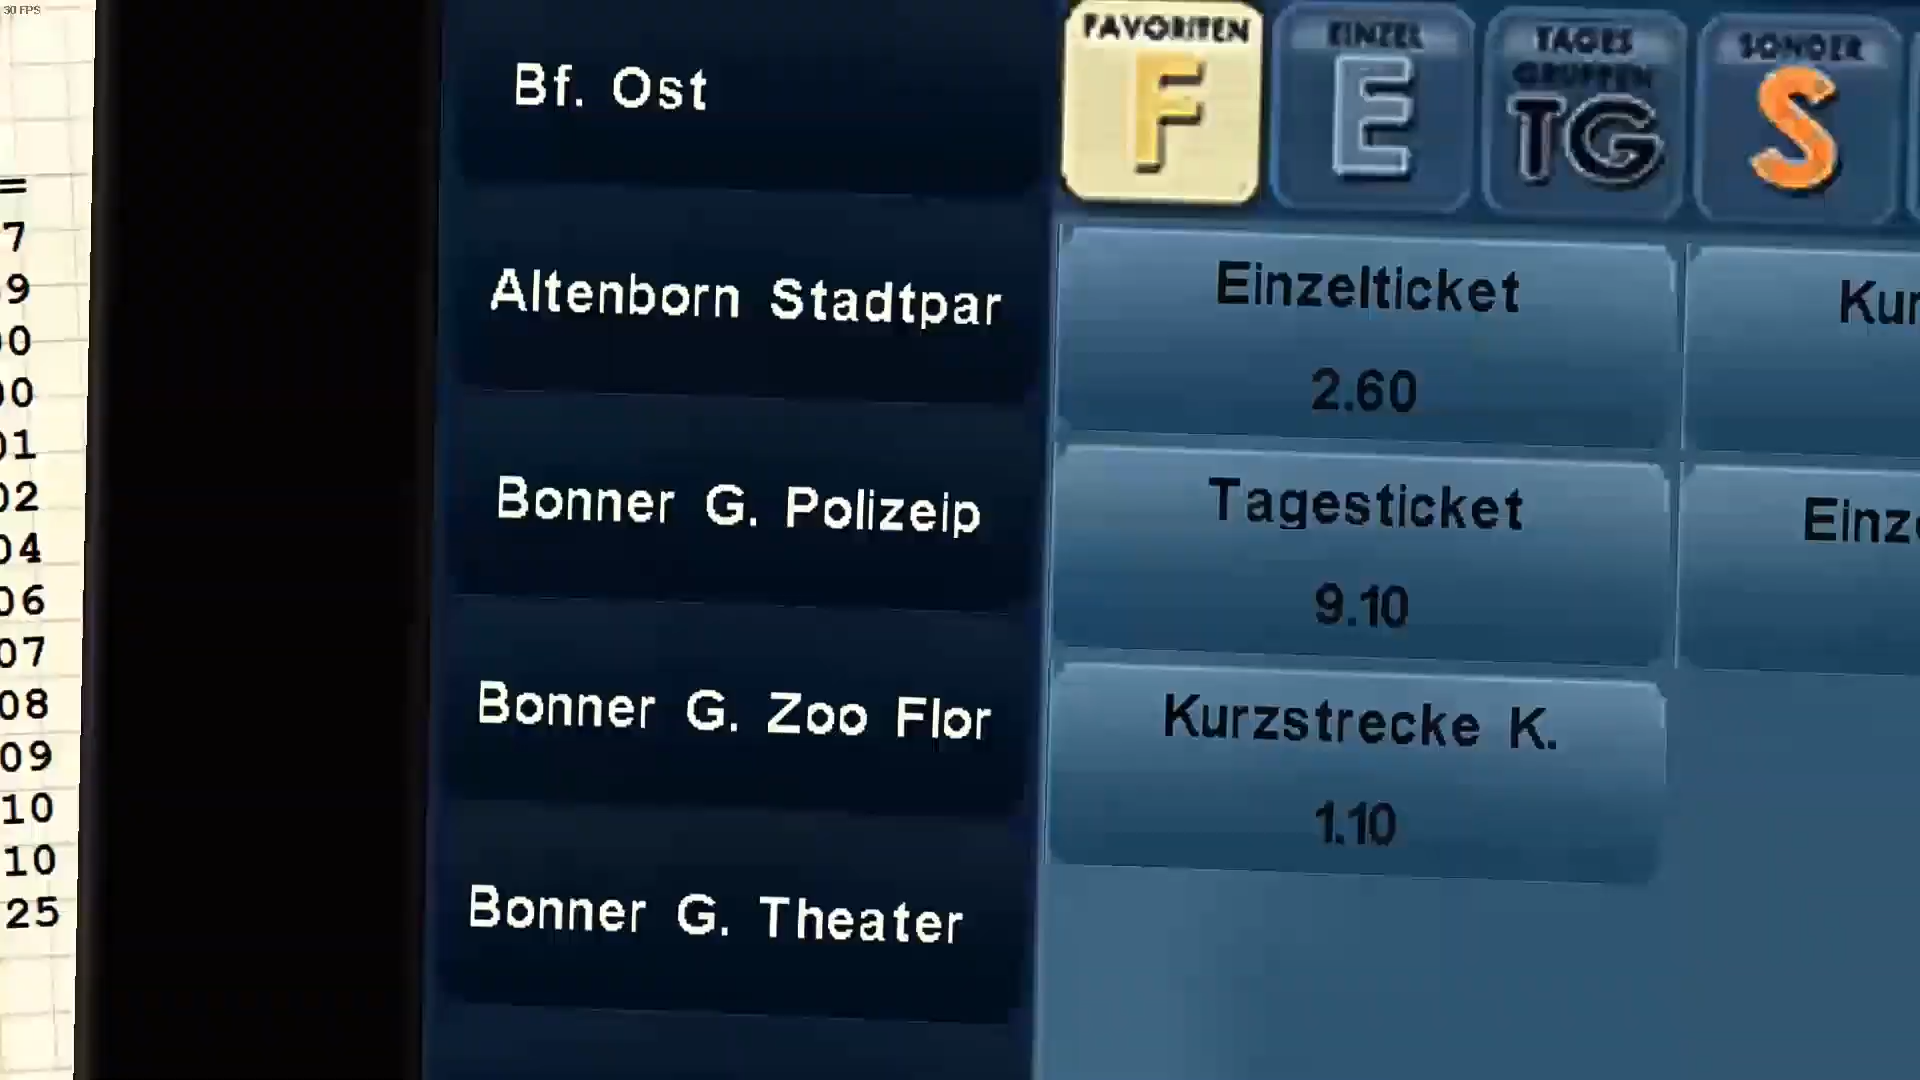 30 FPS
=
7
9
00
00
01
02
04
06
07
08
09
10
10
25
Bf. Ost
Altenborn Stadtpar
Bonner G. Polizeip
Bonner G. Zoo Flor
Bonner G. Theater
FAVORITEN
F
EINZEL
E
TAGES
GRUPPEN
TG
SONDER
S
Einzelticket
2.60
Kur
Tagesticket
9.10
Einz
Kurzstrecke K.
1.10